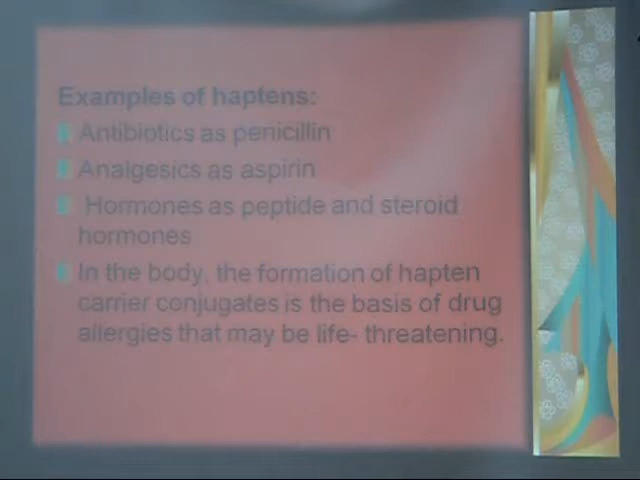 Examples of haptens:
Antibiotics as penicillin
Analgesics as aspirin
Hormones as peptide and steroid
hormones
In the body, the formation of hapten
carrier conjugates is the basis of drug
allergies that may be life- threatening.